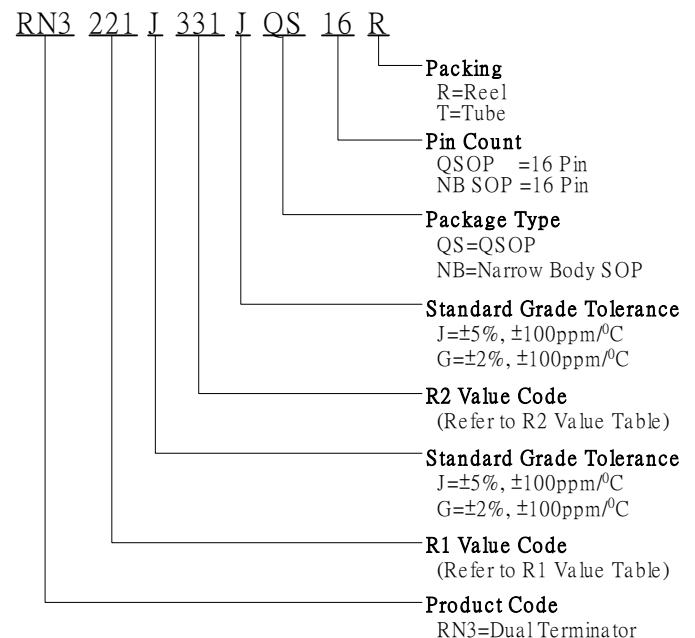 RN3 221 J 331 J QS 16 R
Packing
R=Reel
T=Tube
Pin Count
QSOP =16 Pin
NB SOP =16 Pin
Package Type
QS=QSOP
NB=Narrow Body SOP
Standard Grade Tolerance
J=±5%, ±100ppm/⁰C
G=±2%, ±100ppm/⁰C
R2 Value Code
(Refer to R2 Value Table)
Standard Grade Tolerance
J=±5%, ±100ppm/⁰C
G=±2%, ±100ppm/⁰C
R1 Value Code
(Refer to R1 Value Table)
Product Code
RN3=Dual Terminator